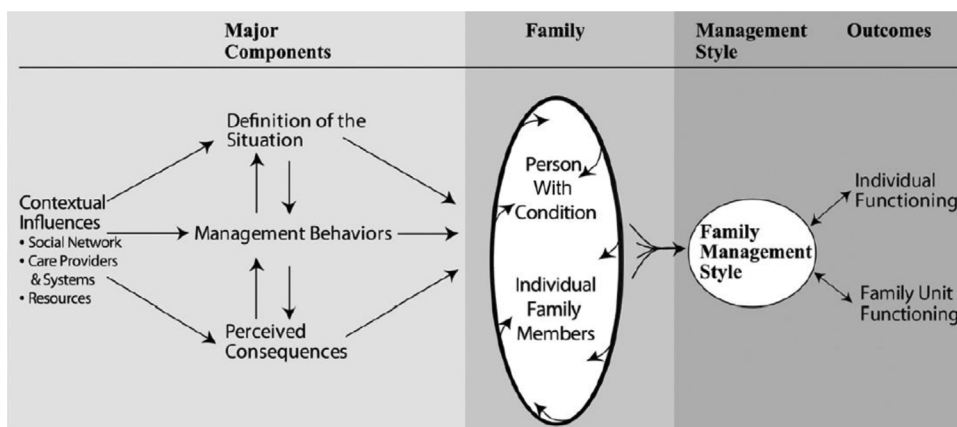 Major
Components
Family
Management
Style
Outcomes
Contextual
Influences
• Social Network
• Care Providers
& Systems
• Resources
Definition of the
Situation
Management Behaviors
Perceived
Consequences
Person
With
Condition
Individual
Family
Members
Family
Management
Style
Individual
Functioning
Family Unit
Functioning